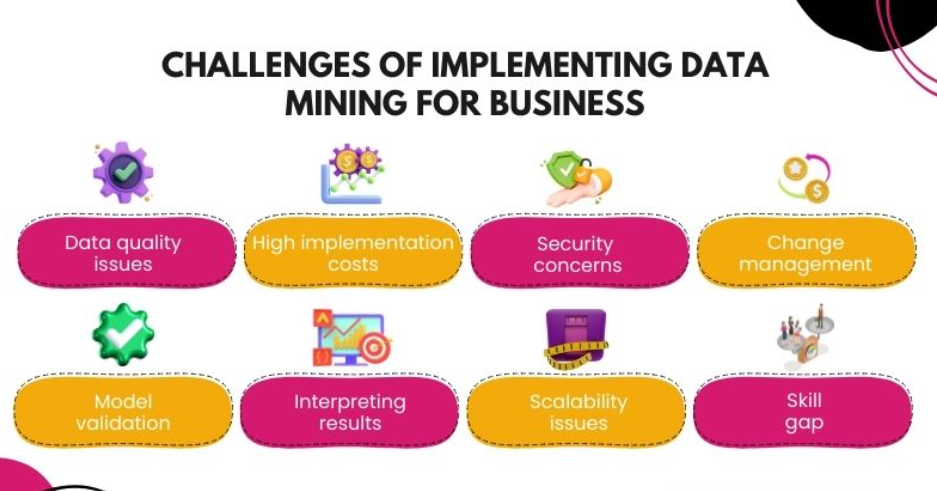 CHALLENGES OF IMPLEMENTING DATA
MINING FOR BUSINESS
Data quality
issues
High implementation
costs
Security
concerns
Change
management
Model
validation
Interpreting
results
Scalability
issues
Skill
gap